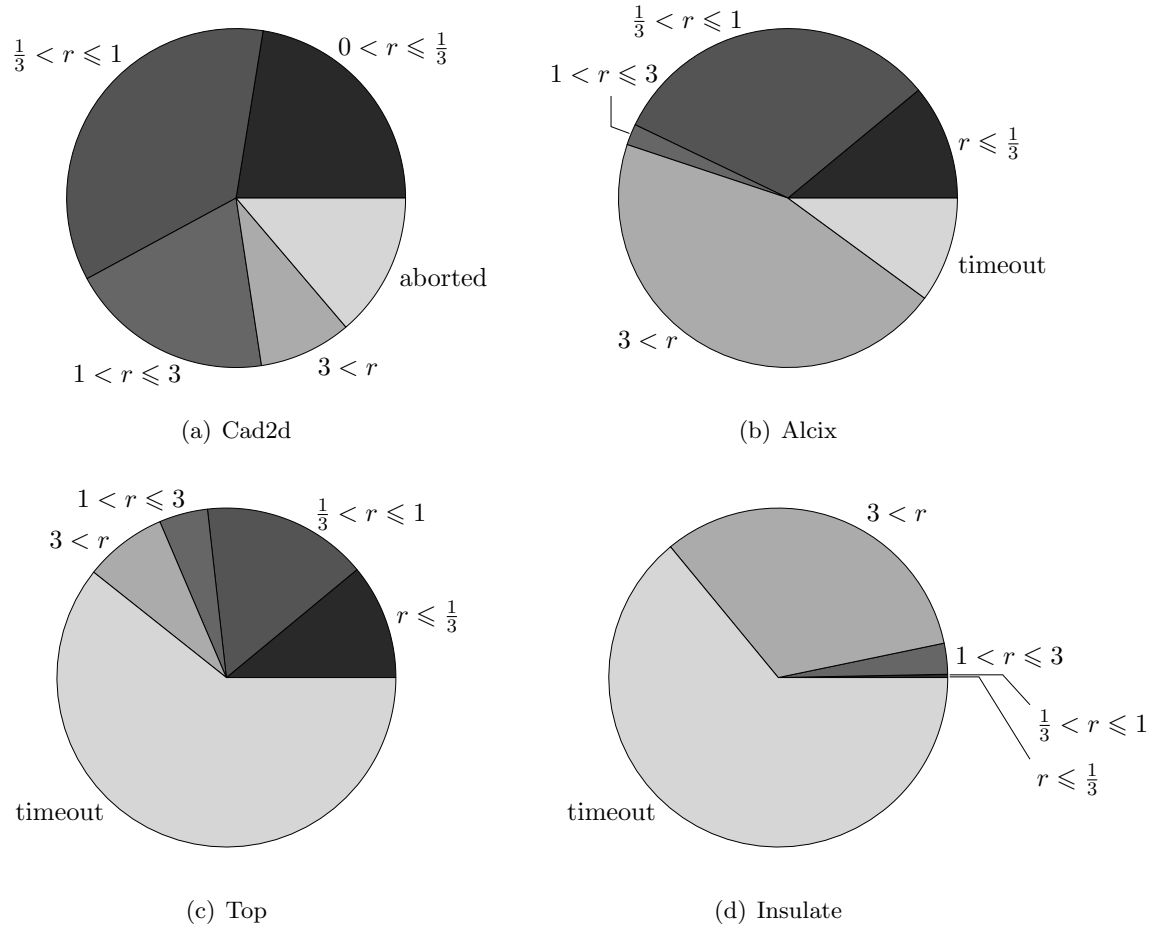 1/3 < r ⩽ 1
0 < r ⩽ 1/3
1 < r ⩽ 3
3 < r
aborted
(a) Cad2d
1/3 < r ⩽ 1
1 < r ⩽ 3
r ⩽ 1/3
timeout
3 < r
(b) Alcix
1 < r ⩽ 3
1/3 < r ⩽ 1
3 < r
r ⩽ 1/3
timeout
(c) Top
3 < r
1 < r ⩽ 3
1/3 < r ⩽ 1
r ⩽ 1/3
timeout
(d) Insulate